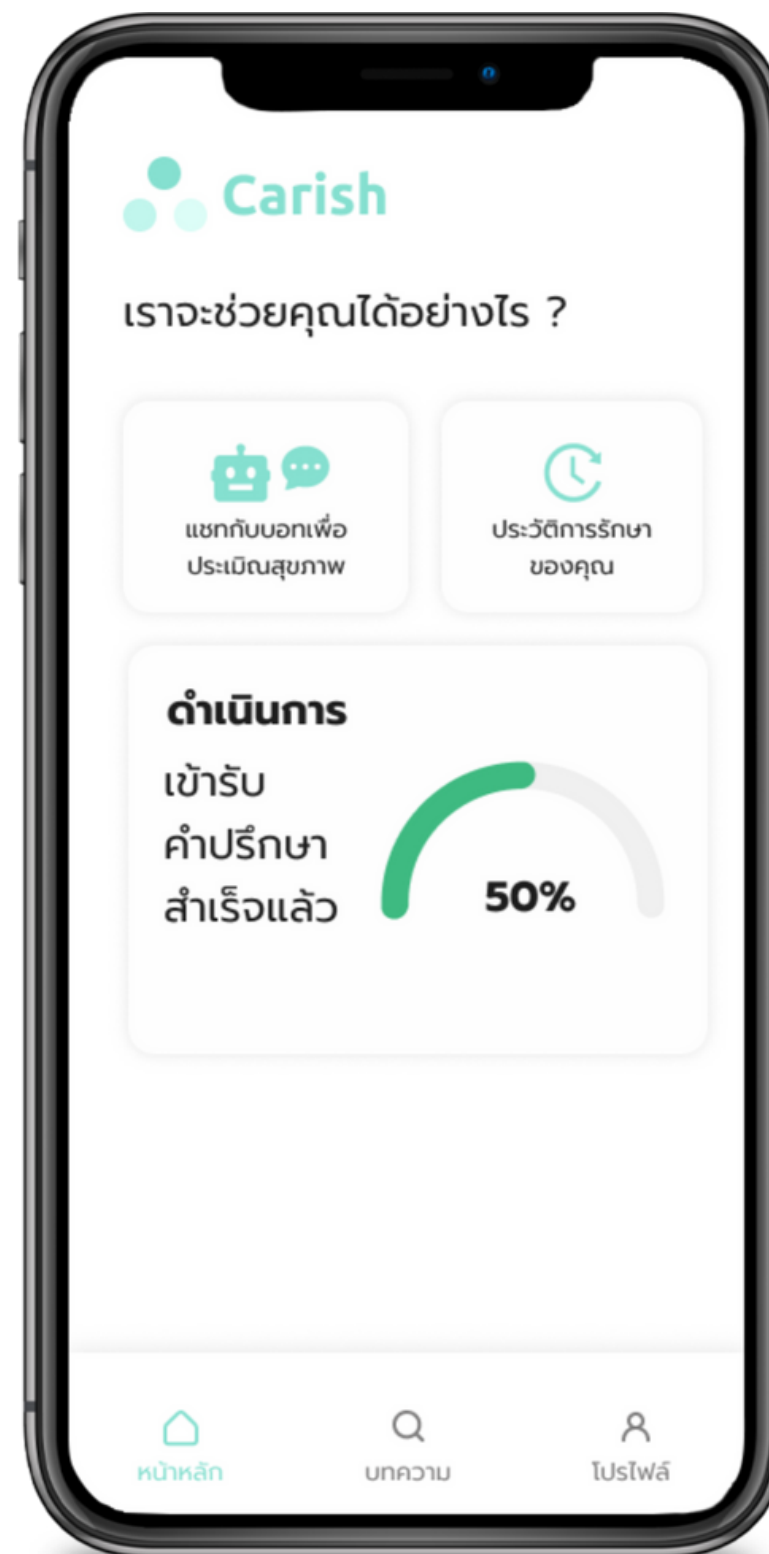 Carish
เราจะช่วยคุณได้อย่างไร ?
แชทกับบอทเพื่อ
ประเมิณสุขภาพ
ประวัติการรักษา
ของคุณ
ดำเนินการ
เข้ารับ
คำปรึกษา
สำเร็จแล้ว
50%
หน้าหลัก
บทความ
โปรไฟล์